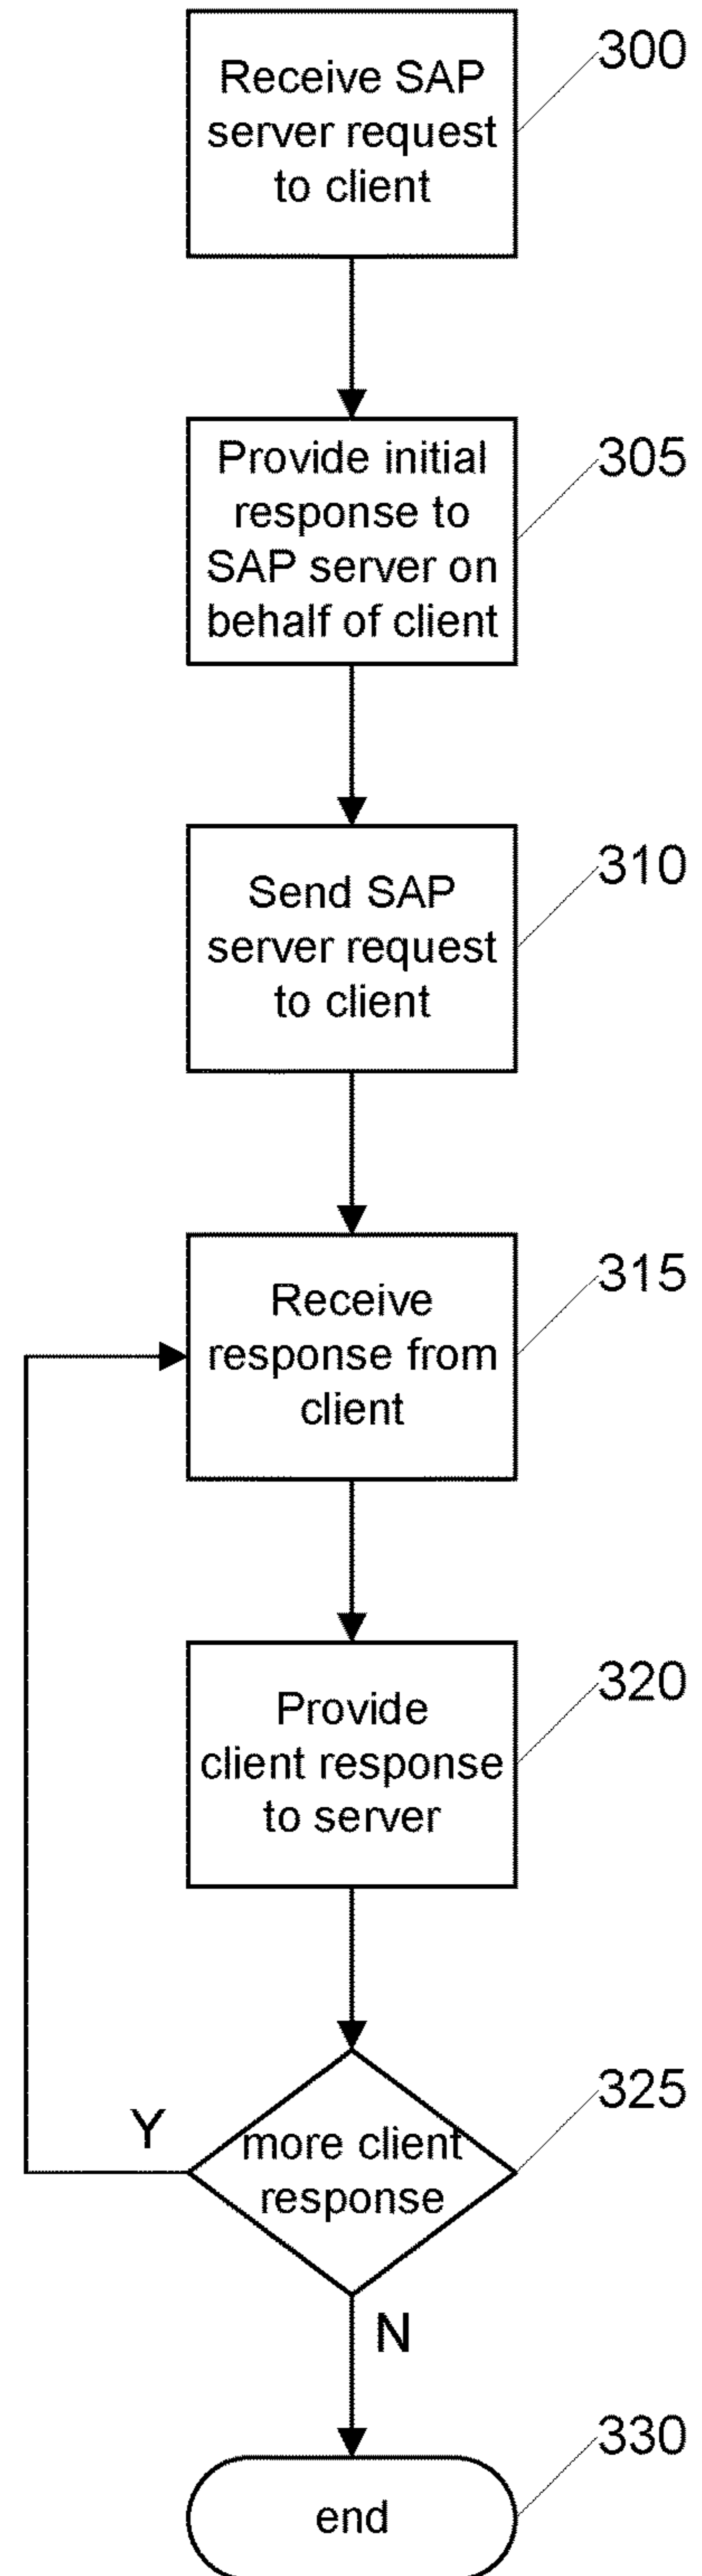 Receive SAP
server request
to client
300
Provide initial
response to
SAP server on
behalf of client
305
Send SAP
server request
to client
310
Receive
response from
client
315
Provide
client response
to server
320
more client
response
325
Y
N
end
330